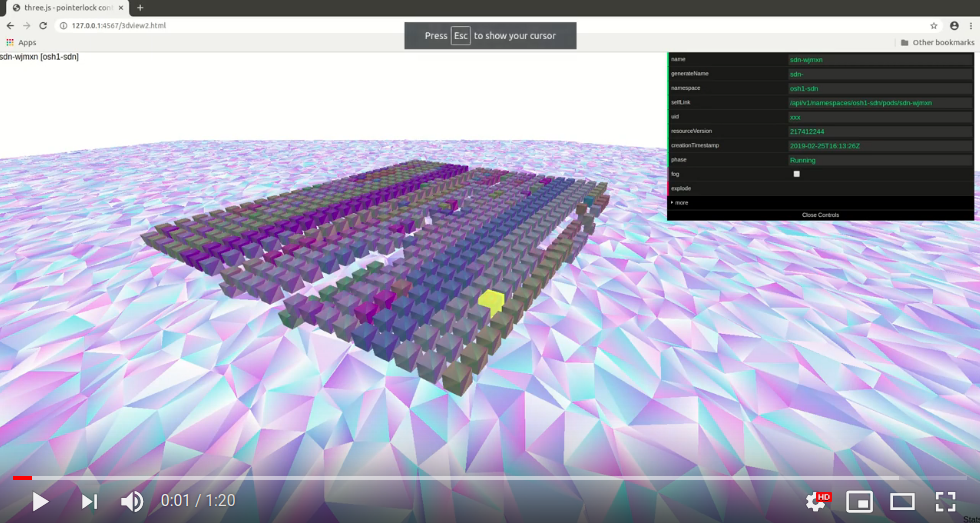 three.js - pointerlock cont
127.0.0.1:4567/3dview2.html
Press Esc to show your cursor
Apps
Other bookmarks
sdn-wjmxn [osh1-sdn]
name sdn-wjmxn
generateName sdn-
namespace osh1-sdn
selfLink /api/v1/namespaces/osh1-sdn/pods/sdn-wjmxn
uid xxx
resourceVersion 217412244
creationTimestamp 2019-02-25T16:13:26Z
phase Running
fog
explode
more
Close Controls
0:01 / 1:20
HD